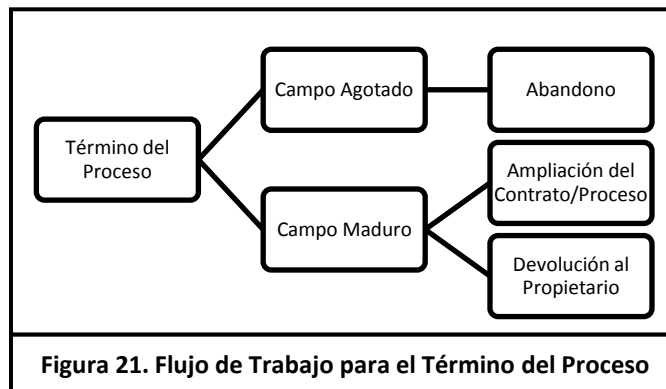 Término del
Proceso
Campo Agotado
Abandono
Campo Maduro
Ampliación del
Contrato/Proceso
Devolución al
Propietario
Figura 21. Flujo de Trabajo para el Término del Proceso